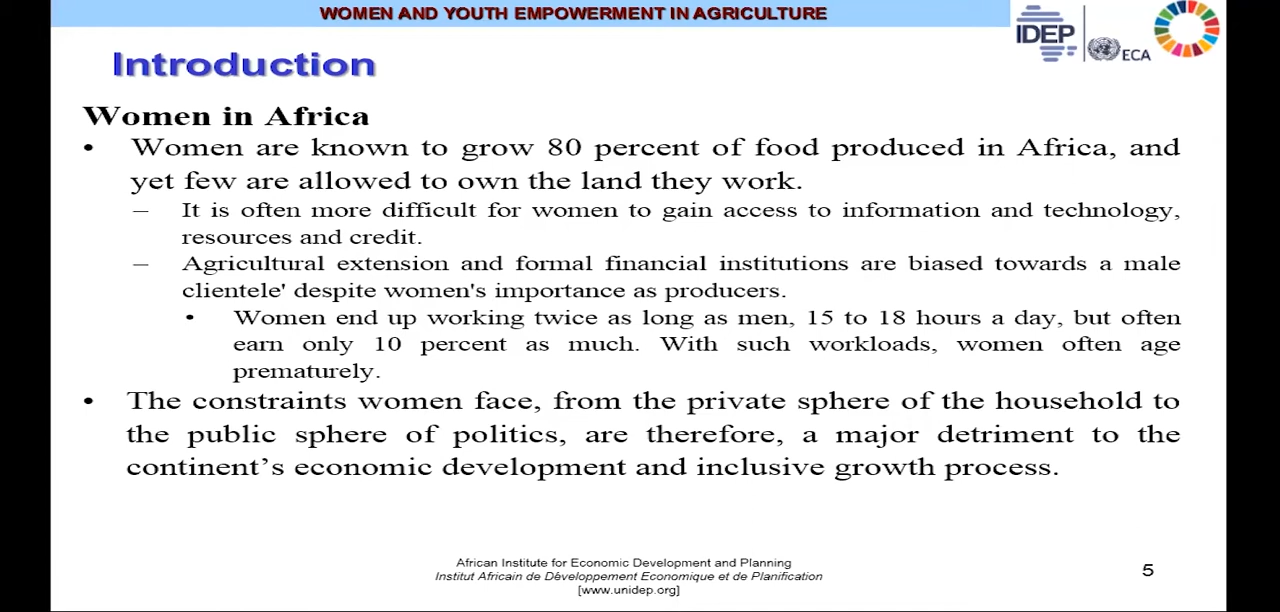 WOMEN AND YOUTH EMPOWERMENT IN AGRICULTURE
IDEP
ECA
Introduction
Women in Africa
• Women are known to grow 80 percent of food produced in Africa, and
yet few are allowed to own the land they work.
– It is often more difficult for women to gain access to information and technology,
resources and credit.
– Agricultural extension and formal financial institutions are biased towards a male
clientele' despite women's importance as producers.
• Women end up working twice as long as men, 15 to 18 hours a day, but often
earn only 10 percent as much. With such workloads, women often age
prematurely.
• The constraints women face, from the private sphere of the household to
the public sphere of politics, are therefore, a major detriment to the
continent’s economic development and inclusive growth process.
African Institute for Economic Development and Planning
Institut Africain de Développement Economique et de Planification
[www.unidep.org]
5